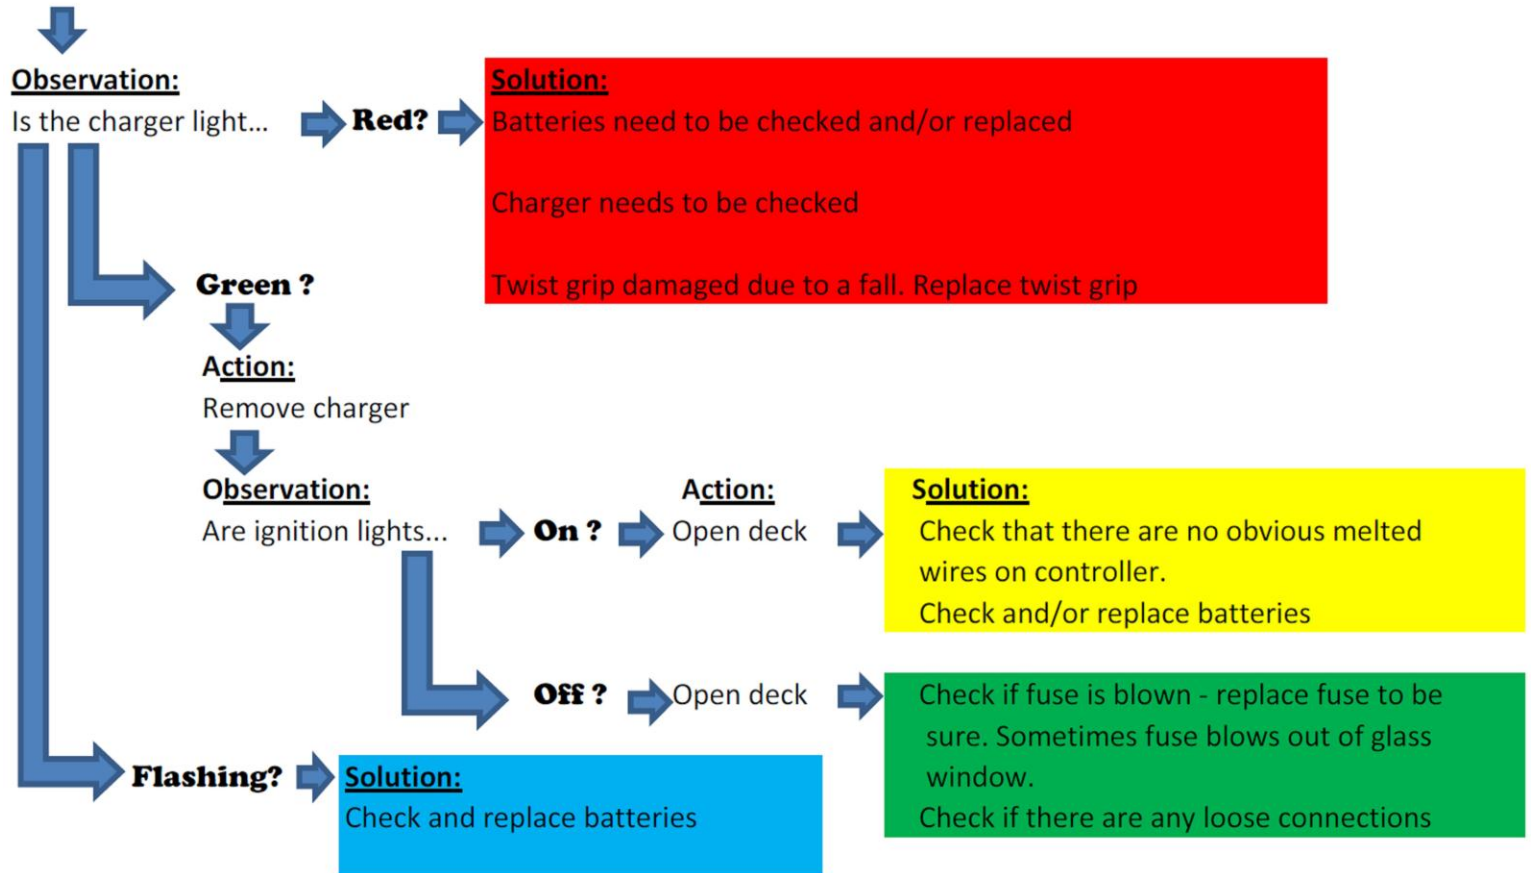 Observation:
Is the charger light...
Red?
Solution:
Batteries need to be checked and/or replaced
Charger needs to be checked
Twist grip damaged due to a fall. Replace twist grip
Green ?
Action:
Remove charger
Observation:
Are ignition lights...
On ?
Action:
Open deck
Solution:
Check that there are no obvious melted
wires on controller.
Check and/or replace batteries
Off ?
Open deck
Check if fuse is blown - replace fuse to be
sure. Sometimes fuse blows out of glass
window.
Check if there are any loose connections
Flashing?
Solution:
Check and replace batteries